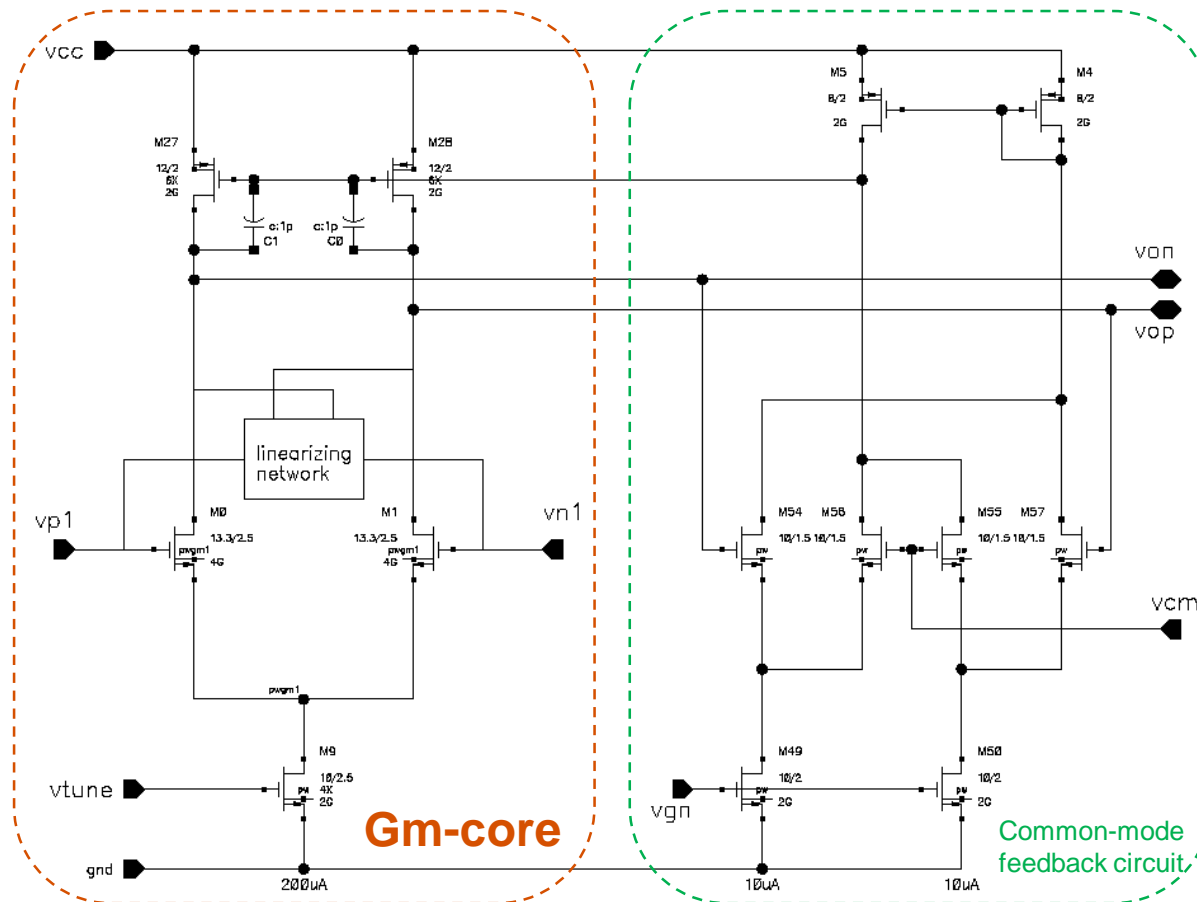 vcc
M5
8/2
2G
M4
8/2
2G
M27
12/2
6X
2G
M28
12/2
6X
2G
c:1p
C1
c:1p
C0
von
vop
linearizing
network
vp1
M0
13.3/2.5
pwgm1
4G
M1
13.3/2.5
pwgm1
4G
vn1
M54
10/1.5
pw
M56
10/1.5
pw
M55
10/1.5
pw
M57
10/1.5
pw
vcm
pwgm1
M9
10/2.5
pw
4X
2G
vtune
M49
10/2
pw
2G
M50
10/2
pw
2G
vgn
Gm-core
Common-mode
feedback circuit
gnd
200uA
10uA
10uA